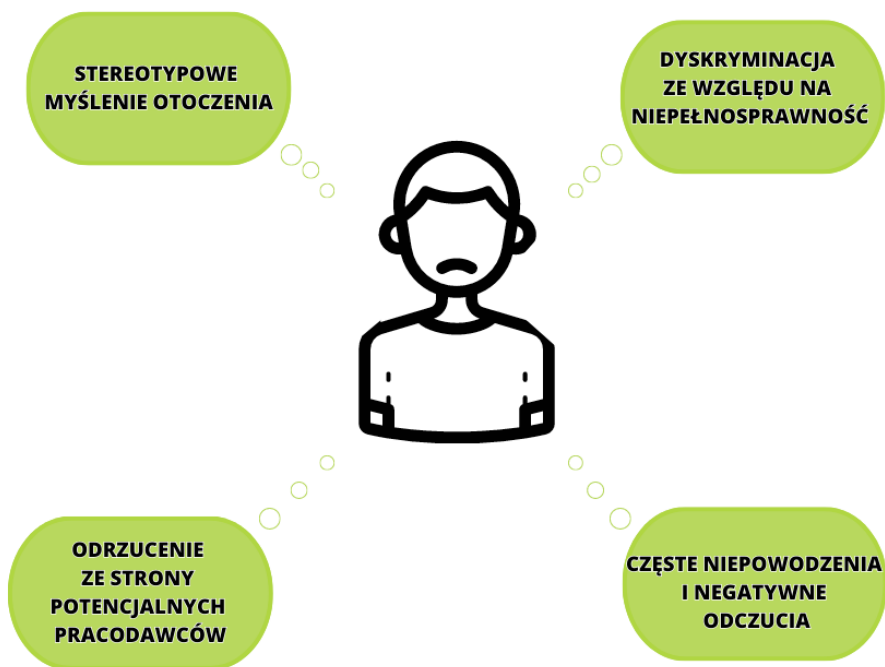 STEREOTYPOWE
MYŚLENIE OTOCZENIA
DYSKRYMINACJA
ZE WZGLĘDU NA
NIEPEŁNOSPRAWNOŚĆ
ODRZUCENIE
ZE STRONY
POTENCJALNYCH
PRACODAWCÓW
CZĘSTE NIEPOWODZENIA
I NEGATYWNE
ODCZUCIA